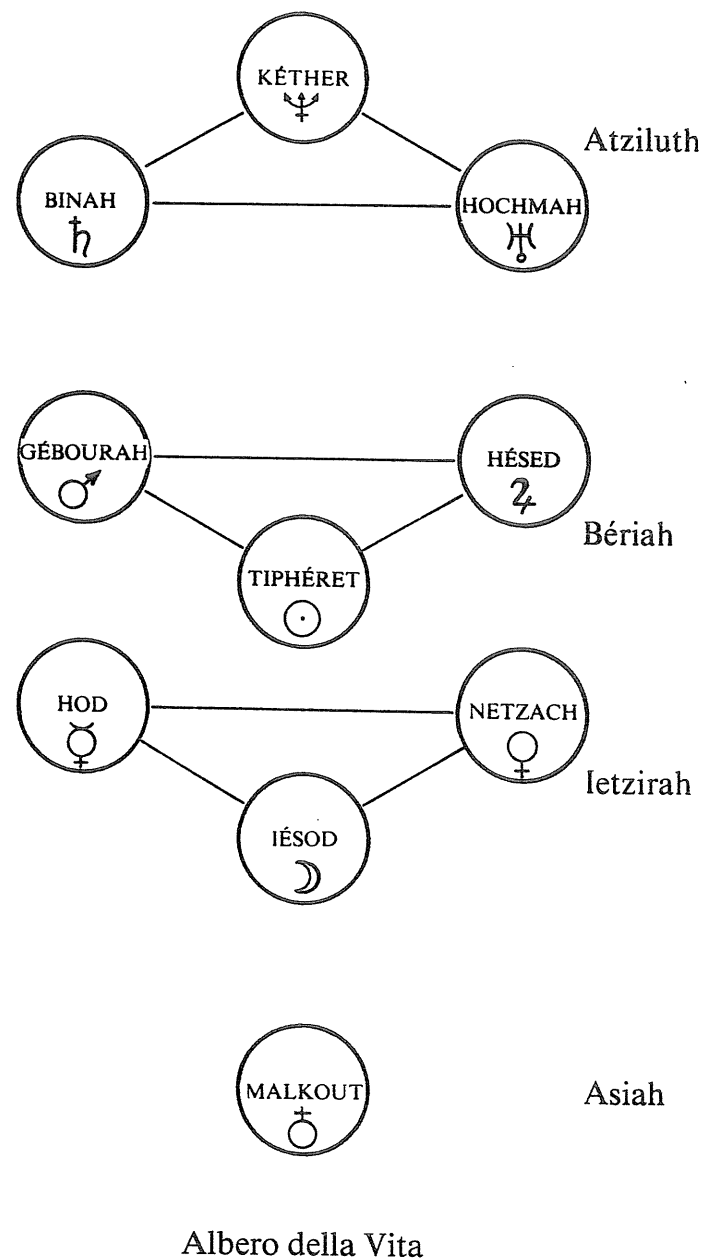 KÉTHER
Atziluth
BINAH
HOCHMAH
GÉBOURAH
HÉSED
Bériah
TIPHÉRET
HOD
NETZACH
Ietzirah
IÉSOD
MALKOUT
Asiah
Albero della Vita